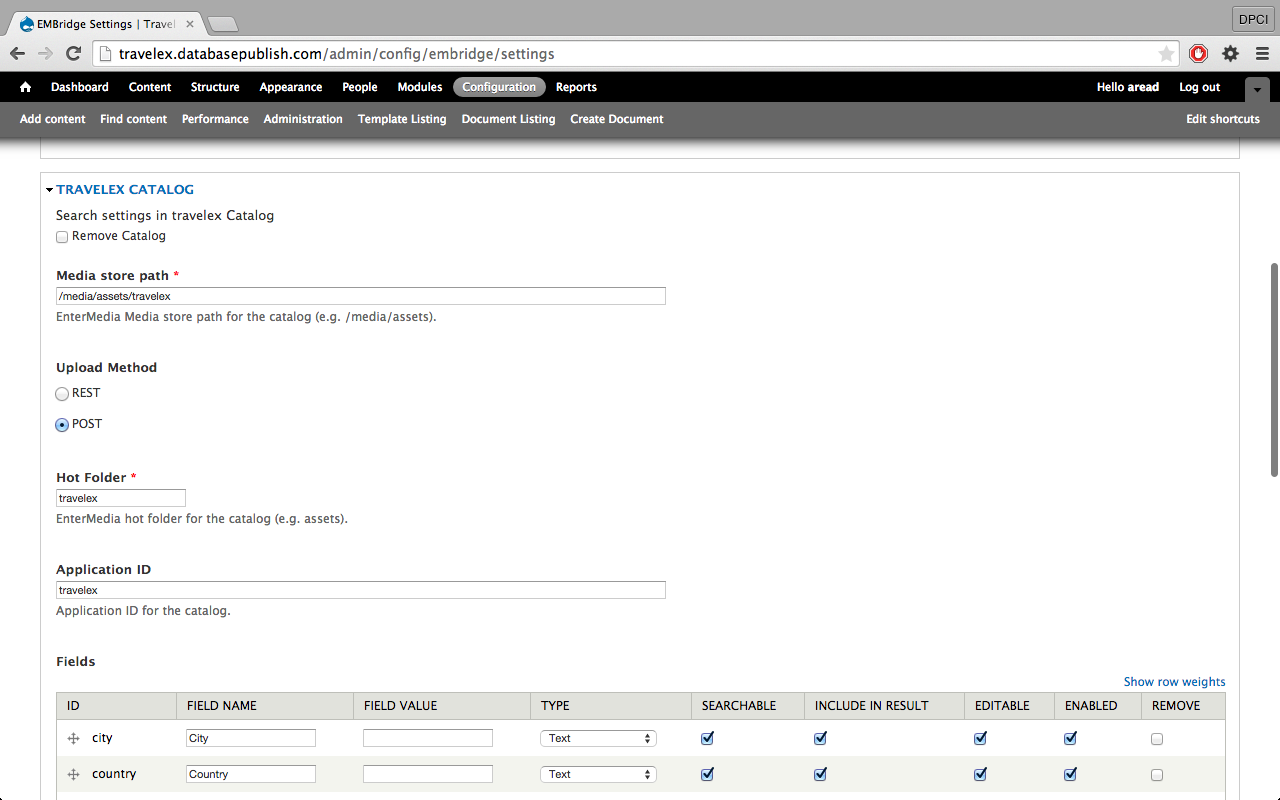 EMBridge Settings | Travel
DPCI
travelex.databasepublish.com/admin/config/embridge/settings
Dashboard Content Structure Appearance People Modules Configuration Reports Hello aread Log out
Add content Find content Performance Administration Template Listing Document Listing Create Document Edit shortcuts
TRAVELEX CATALOG
Search settings in travelex Catalog
Remove Catalog
Media store path *
/media/assets/travelex
EnterMedia Media store path for the catalog (e.g. /media/assets).
Upload Method
REST
POST
Hot Folder *
travelex
EnterMedia hot folder for the catalog (e.g. assets).
Application ID
travelex
Application ID for the catalog.
Fields
Show row weights
ID FIELD NAME FIELD VALUE TYPE SEARCHABLE INCLUDE IN RESULT EDITABLE ENABLED REMOVE
city City Text
country Country Text